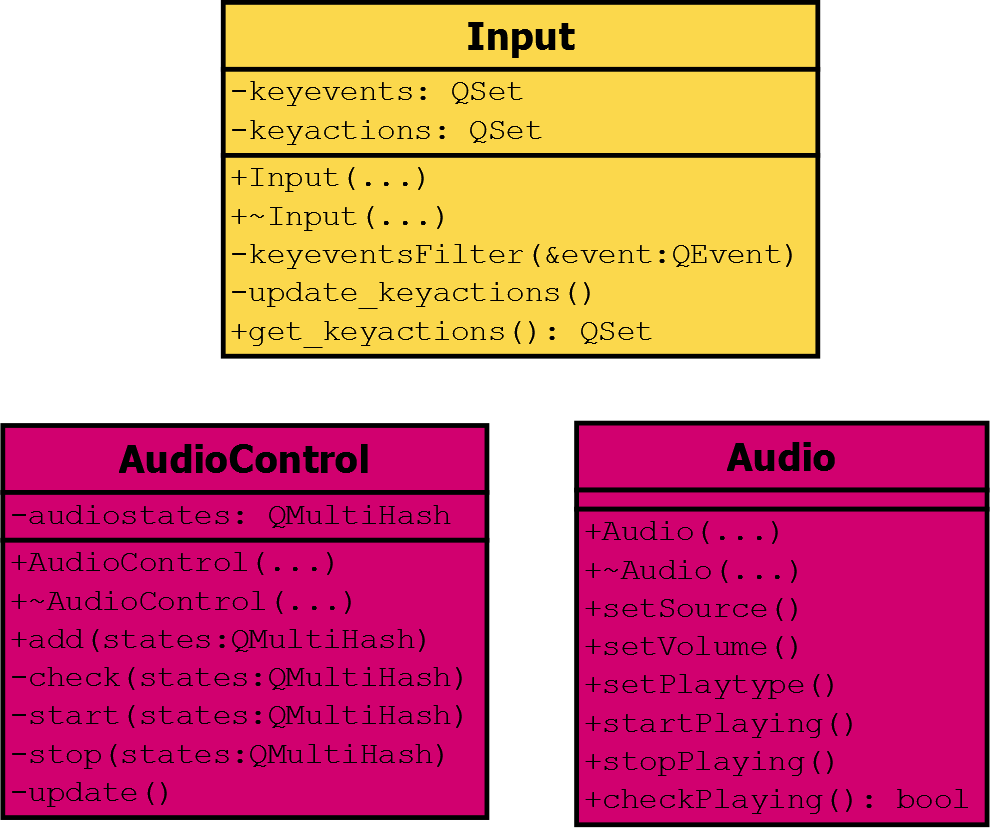 Input
-keyevents: QSet
-keyactions: QSet
+Input(...)
+~Input(...)
-keyeventsFilter(&event:QEvent)
-update_keyactions()
+get_keyactions(): QSet
AudioControl
-audiostates: QMultiHash
+AudioControl(...)
+~AudioControl(...)
+add(states:QMultiHash)
-check(states:QMultiHash)
-start(states:QMultiHash)
-stop(states:QMultiHash)
-update()
Audio
+Audio(...)
+~Audio(...)
+setSource()
+setVolume()
+setPlaytype()
+startPlaying()
+stopPlaying()
+checkPlaying(): bool